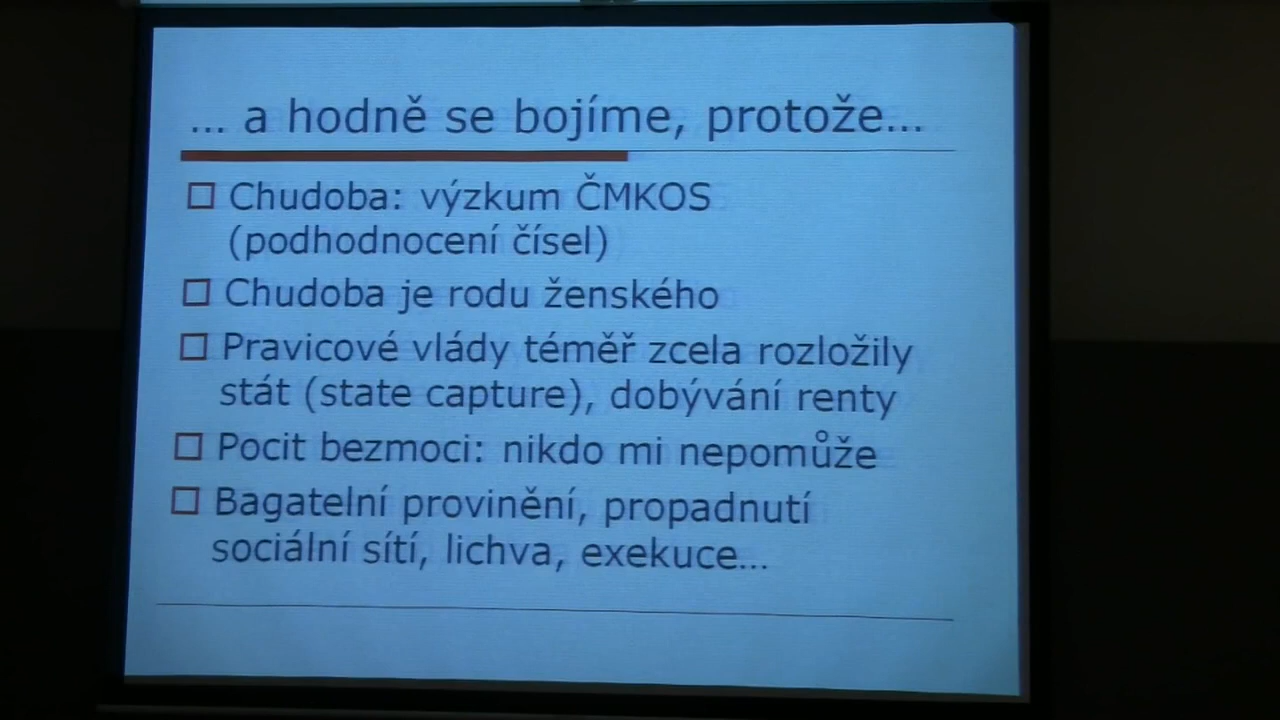 ... a hodně se bojíme, protože...
Chudoba: výzkum ČMKOS
(podhodnocení čísel)
Chudoba je rodu ženského
Pravicové vlády téměř zcela rozložily
stát (state capture), dobývání renty
Pocit bezmoci: nikdo mi nepomůže
Bagatelní provinění, propadnutí
sociální sítí, lichva, exekuce...